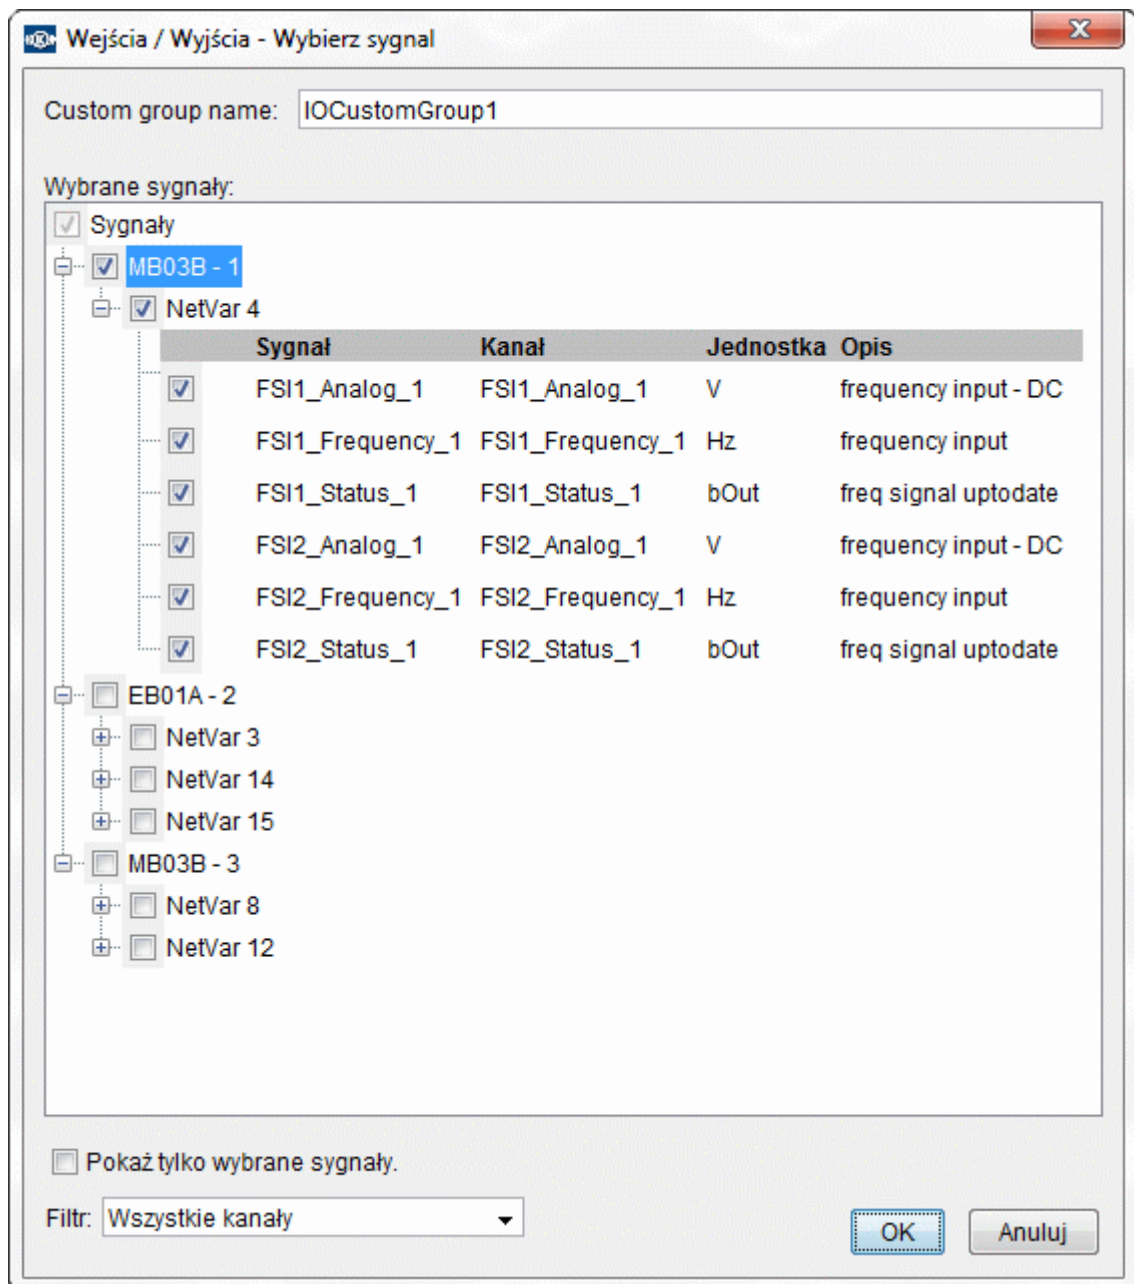 Wejścia / Wyjścia - Wybierz sygnal
Custom group name: IOCustomGroup1
Wybrane sygnały:
Sygnały
MB03B - 1
NetVar 4
Sygnał Kanał Jednostka Opis
FSI1_Analog_1 FSI1_Analog_1 V frequency input - DC
FSI1_Frequency_1 FSI1_Frequency_1 Hz frequency input
FSI1_Status_1 FSI1_Status_1 bOut freq signal uptodate
FSI2_Analog_1 FSI2_Analog_1 V frequency input - DC
FSI2_Frequency_1 FSI2_Frequency_1 Hz frequency input
FSI2_Status_1 FSI2_Status_1 bOut freq signal uptodate
EB01A - 2
NetVar 3
NetVar 14
NetVar 15
MB03B - 3
NetVar 8
NetVar 12
Pokaż tylko wybrane sygnały.
Filtr: Wszystkie kanały
OK Anuluj